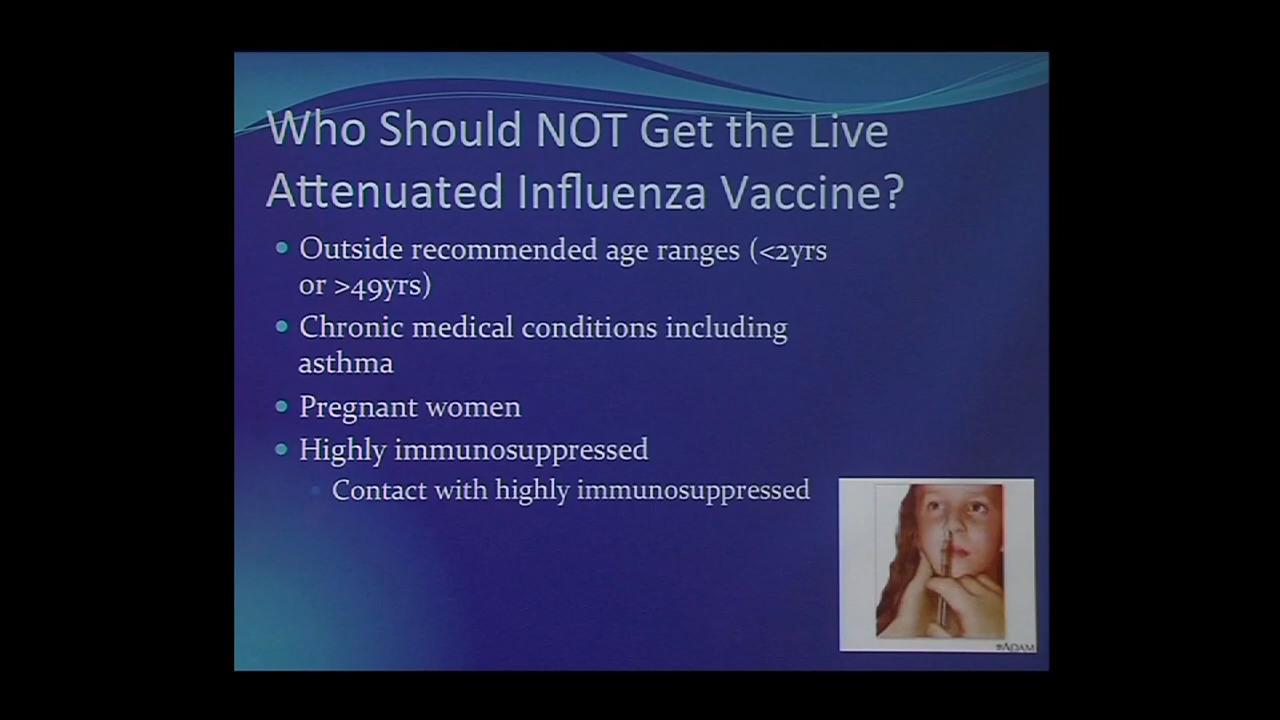 Who Should NOT Get the Live
Attenuated Influenza Vaccine?
Outside recommended age ranges (<2yrs
or >49yrs)
Chronic medical conditions including
asthma
Pregnant women
Highly immunosuppressed
Contact with highly immunosuppressed
ADAM